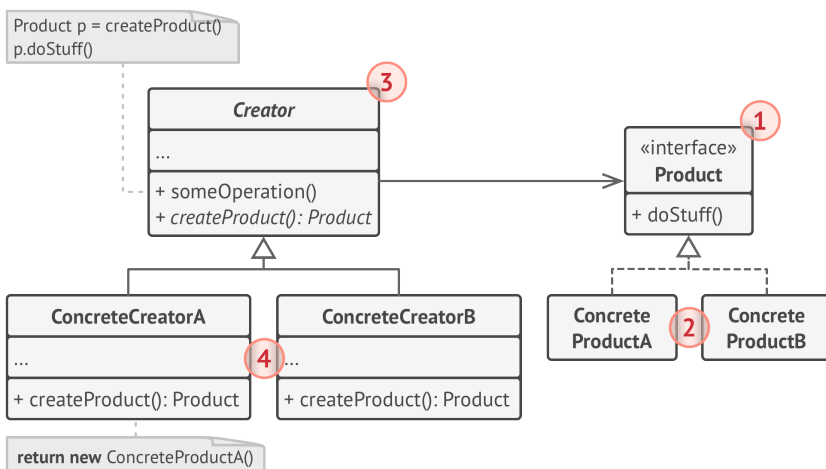 Product p = createProduct()
p.doStuff()
3
Creator
...
+ someOperation()
+ createProduct(): Product
1
«interface»
Product
+ doStuff()
ConcreteCreatorA
...
+ createProduct(): Product
4
ConcreteCreatorB
...
+ createProduct(): Product
Concrete
ProductA
2
Concrete
ProductB
return new ConcreteProductA()